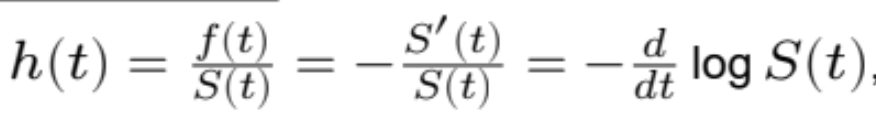 h(t) = f(t)/S(t) = −S′(t)/S(t) = −d/dt log S(t),